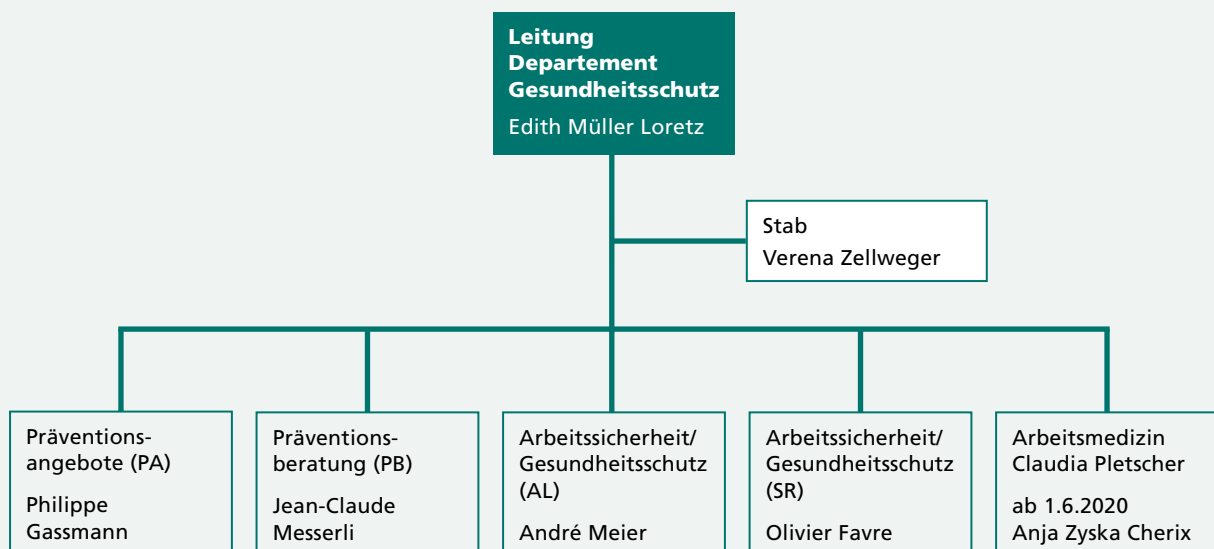 Leitung
Departement
Gesundheitsschutz
Edith Müller Loretz
Stab
Verena Zellweger
Präventions-
angebote (PA)
Philippe
Gassmann
Präventions-
beratung (PB)
Jean-Claude
Messerli
Arbeitssicherheit/
Gesundheitsschutz
(AL)
André Meier
Arbeitssicherheit/
Gesundheitsschutz
(SR)
Olivier Favre
Arbeitsmedizin
Claudia Pletscher
ab 1.6.2020
Anja Zyska Cherix